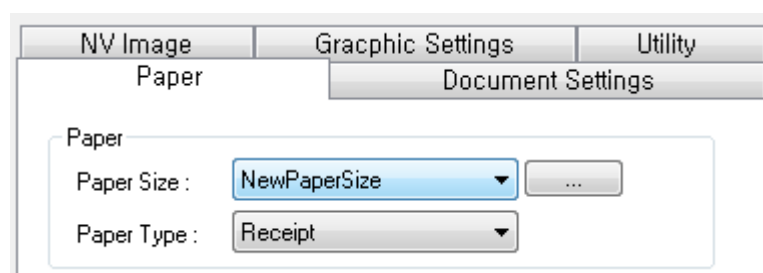 NV Image Gracphic Settings Utility
Paper Document Settings
Paper
Paper Size : NewPaperSize ...
Paper Type : Receipt